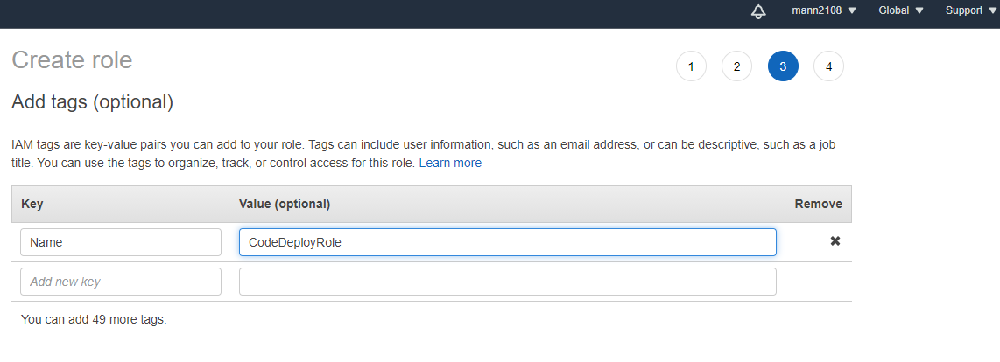 mann2108 Global Support
Create role
1 2 3 4
Add tags (optional)
IAM tags are key-value pairs you can add to your role. Tags can include user information, such as an email address, or can be descriptive, such as a job
title. You can use the tags to organize, track, or control access for this role. Learn more
Key Value (optional) Remove
Name CodeDeployRole
Add new key
You can add 49 more tags.